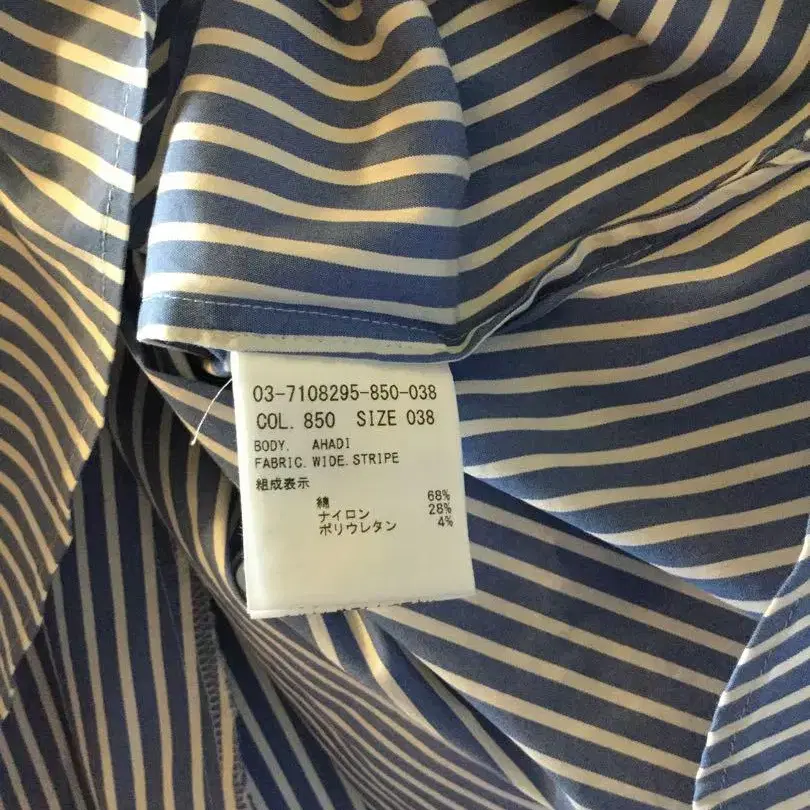 03-7108295-850-038
COL. 850 SIZE 038
BODY. AHADI
FABRIC. WIDE. STRIPE
組成表示
綿 68%
ナイロン 28%
ポリウレタン 4%